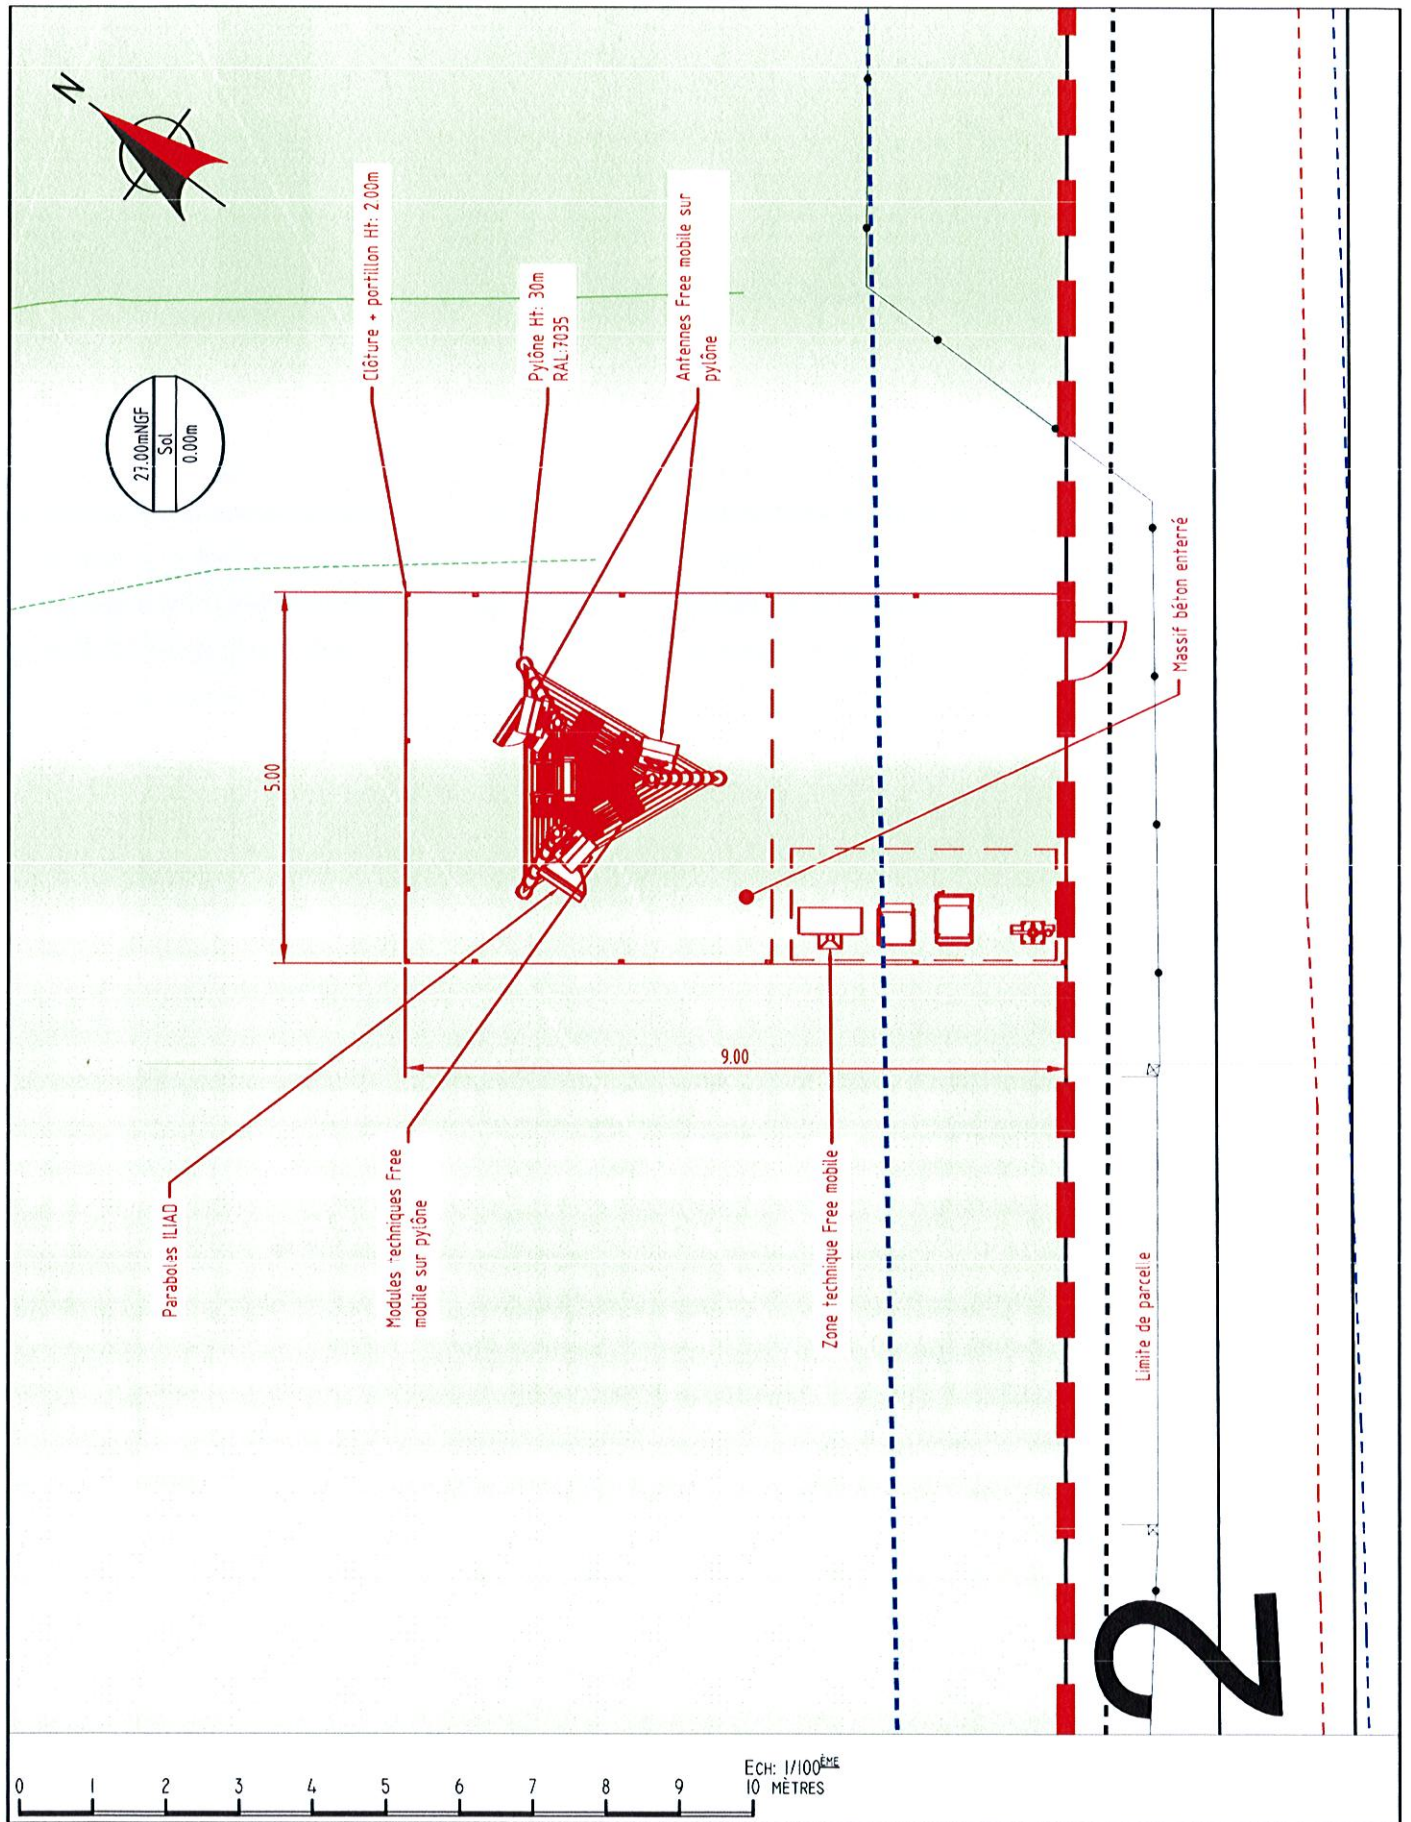 N
Clôture + portillon Ht: 2.00m
Pylône Ht: 30m
RAL:7035
Antennes Free mobile sur
pylône
27.00mNGF
Sol
0.00m
Massif béton enterré
5.00
9.00
Paraboles ILIAD
Modules techniques Free
mobile sur pylône
Zone technique Free mobile
Limite de parcelle
2
ECH: 1/100ÈME
0 1 2 3 4 5 6 7 8 9 10 MÈTRES